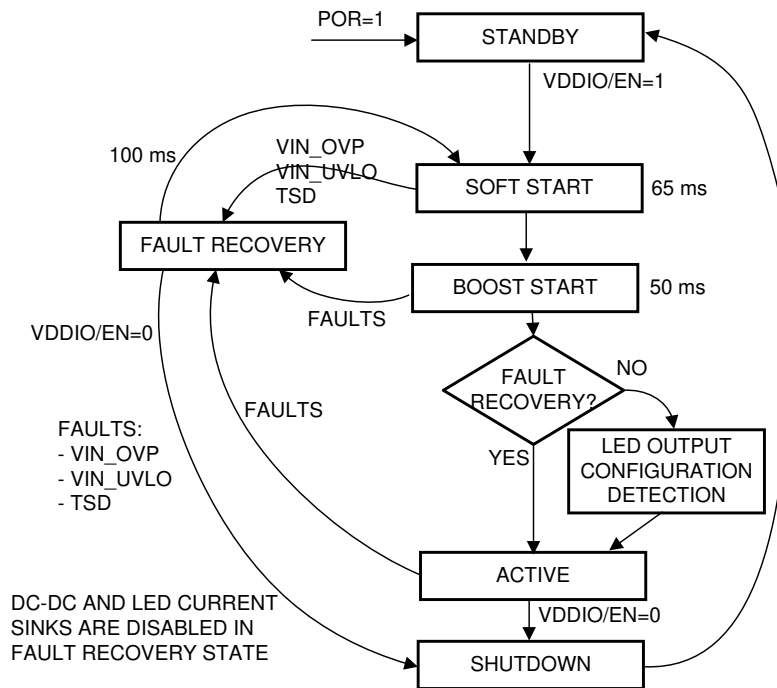 POR=1
STANDBY
VDDIO/EN=1
100 ms
VIN_OVP
VIN_UVLO
TSD
SOFT START
65 ms
FAULT RECOVERY
BOOST START
50 ms
FAULTS
VDDIO/EN=0
FAULT
RECOVERY?
NO
YES
FAULTS
LED OUTPUT
CONFIGURATION
DETECTION
FAULTS:
- VIN_OVP
- VIN_UVLO
- TSD
ACTIVE
VDDIO/EN=0
DC-DC AND LED CURRENT
SINKS ARE DISABLED IN
FAULT RECOVERY STATE
SHUTDOWN